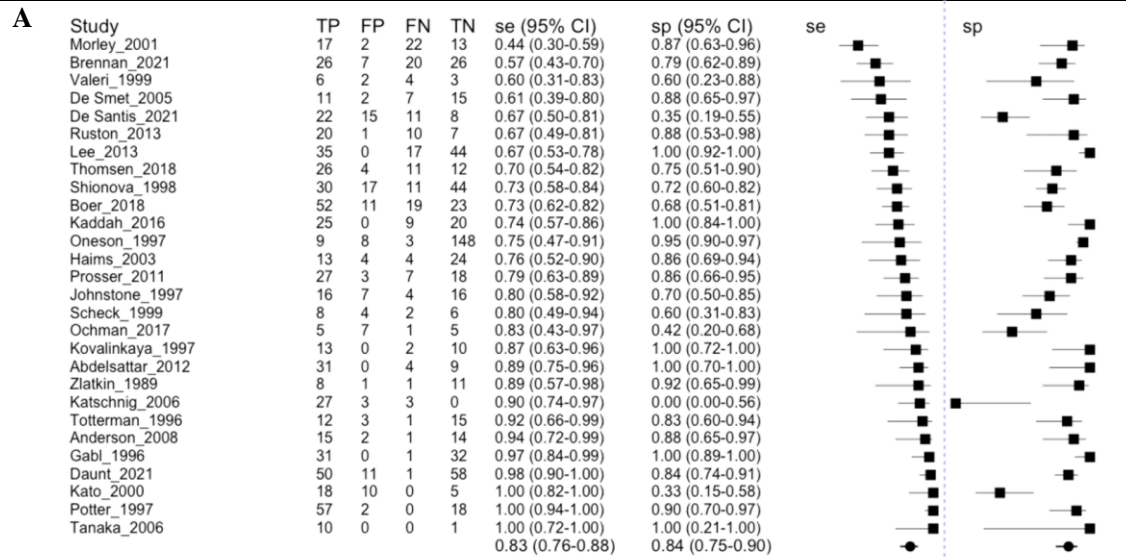 A
Study TP FP FN TN se (95% CI) sp (95% CI) se sp
Morley_2001 17 2 22 13 0.44 (0.30-0.59) 0.87 (0.63-0.96)
Brennan_2021 26 7 20 26 0.57 (0.43-0.70) 0.79 (0.62-0.89)
Valeri_1999 6 2 4 3 0.60 (0.31-0.83) 0.60 (0.23-0.88)
De Smet_2005 11 2 7 15 0.61 (0.39-0.80) 0.88 (0.65-0.97)
De Santis_2021 22 15 11 8 0.67 (0.50-0.81) 0.35 (0.19-0.55)
Ruston_2013 20 1 10 7 0.67 (0.49-0.81) 0.88 (0.53-0.98)
Lee_2013 35 0 17 44 0.67 (0.53-0.78) 1.00 (0.92-1.00)
Thomsen_2018 26 4 11 12 0.70 (0.54-0.82) 0.75 (0.51-0.90)
Shionova_1998 30 17 11 44 0.73 (0.58-0.84) 0.72 (0.60-0.82)
Boer_2018 52 11 19 23 0.73 (0.62-0.82) 0.68 (0.51-0.81)
Kaddah_2016 25 0 9 20 0.74 (0.57-0.86) 1.00 (0.84-1.00)
Oneson_1997 9 8 3 148 0.75 (0.47-0.91) 0.95 (0.90-0.97)
Haims_2003 13 4 4 24 0.76 (0.52-0.90) 0.86 (0.69-0.94)
Prosser_2011 27 3 7 18 0.79 (0.63-0.89) 0.86 (0.66-0.95)
Johnstone_1997 16 7 4 16 0.80 (0.58-0.92) 0.70 (0.50-0.85)
Scheck_1999 8 4 2 6 0.80 (0.49-0.94) 0.60 (0.31-0.83)
Ochman_2017 5 7 1 5 0.83 (0.43-0.97) 0.42 (0.20-0.68)
Kovalinkaya_1997 13 0 2 10 0.87 (0.63-0.96) 1.00 (0.72-1.00)
Abdelsattar_2012 31 0 4 9 0.89 (0.75-0.96) 1.00 (0.70-1.00)
Zlatkin_1989 8 1 1 11 0.89 (0.57-0.98) 0.92 (0.65-0.99)
Katschnig_2006 27 3 3 0 0.90 (0.74-0.97) 0.00 (0.00-0.56)
Totterman_1996 12 3 1 15 0.92 (0.66-0.99) 0.83 (0.60-0.94)
Anderson_2008 15 2 1 14 0.94 (0.72-0.99) 0.88 (0.65-0.97)
Gabl_1996 31 0 1 32 0.97 (0.84-0.99) 1.00 (0.89-1.00)
Daunt_2021 50 11 1 58 0.98 (0.90-1.00) 0.84 (0.74-0.91)
Kato_2000 18 10 0 5 1.00 (0.82-1.00) 0.33 (0.15-0.58)
Potter_1997 57 2 0 18 1.00 (0.94-1.00) 0.90 (0.70-0.97)
Tanaka_2006 10 0 0 1 1.00 (0.72-1.00) 1.00 (0.21-1.00)
0.83 (0.76-0.88) 0.84 (0.75-0.90)